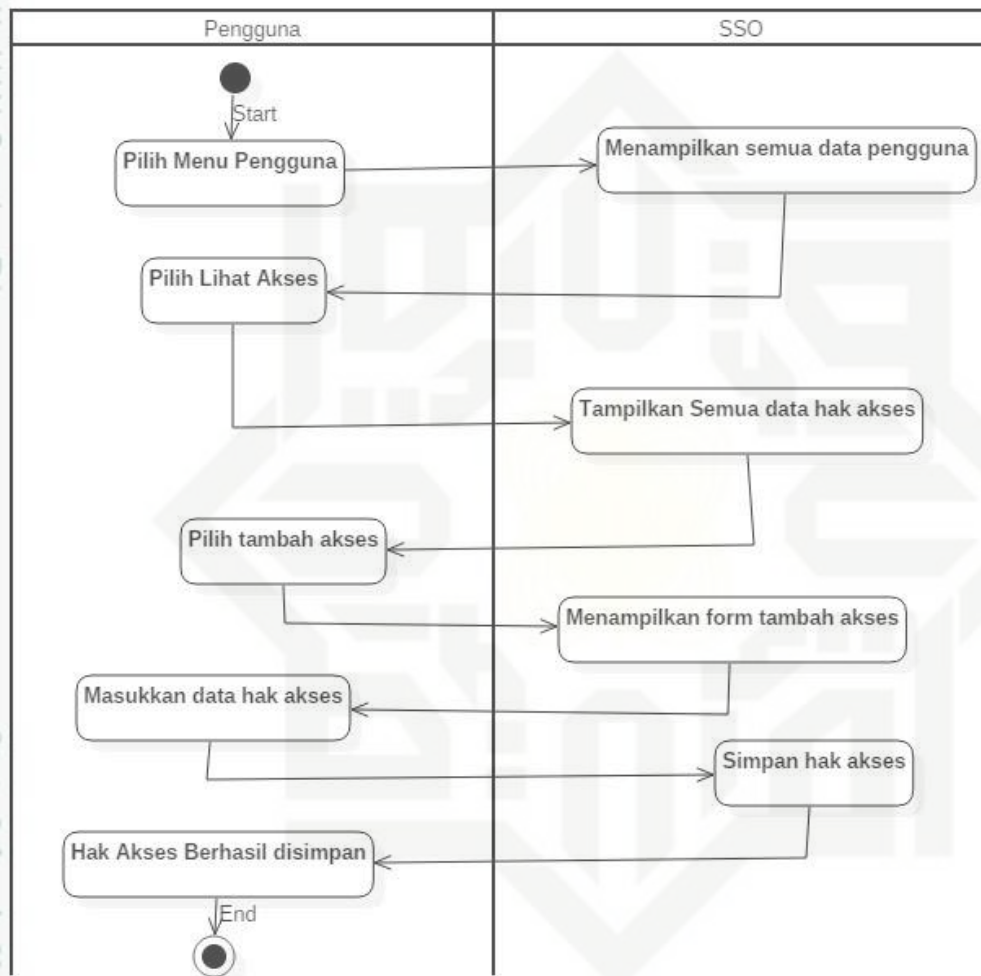 Pengguna
SSO
Start
Pilih Menu Pengguna
Menampilkan semua data pengguna
Pilih Lihat Akses
Tampilkan Semua data hak akses
Pilih tambah akses
Menampilkan form tambah akses
Masukkan data hak akses
Simpan hak akses
Hak Akses Berhasil disimpan
End